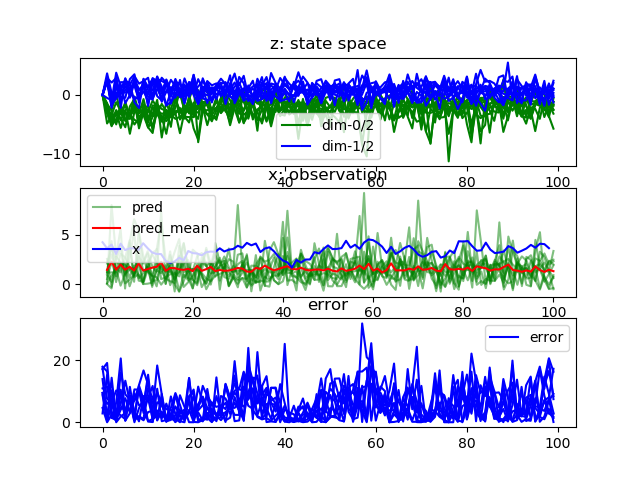 z: state space
0
−10
dim-0/2
dim-1/2
0 20 40 60 80 100
x: observation
5
0
pred
pred_mean
x
0 20 40 60 80 100
error
20
0
error
0 20 40 60 80 100